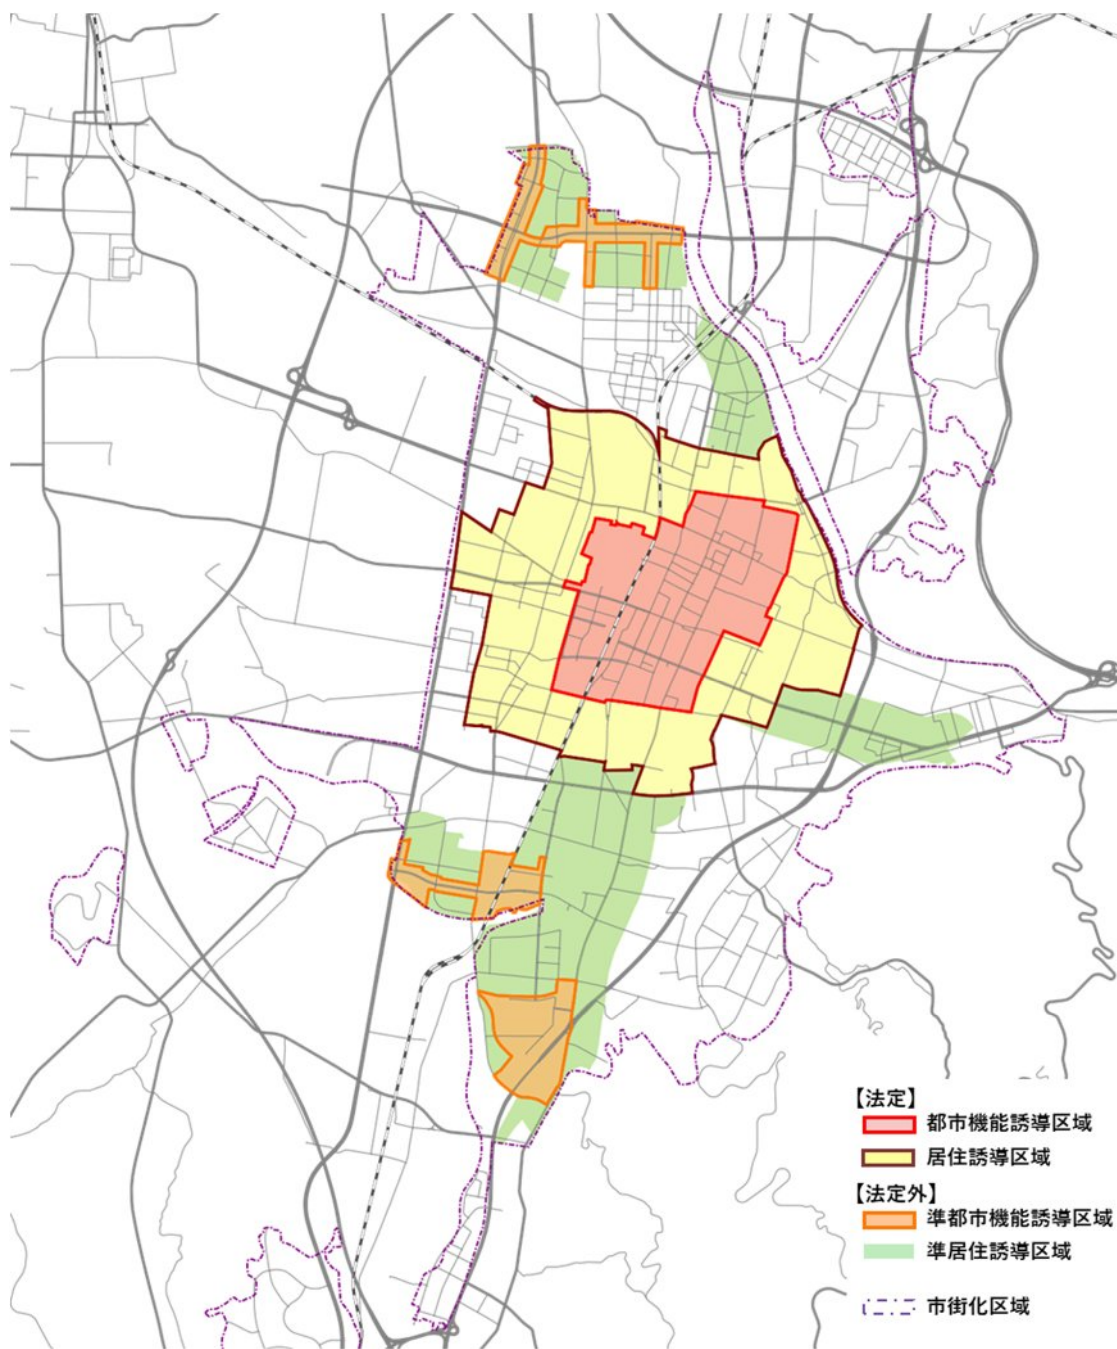 【法定】
都市機能誘導区域
居住誘導区域
【法定外】
準都市機能誘導区域
準居住誘導区域
市街化区域